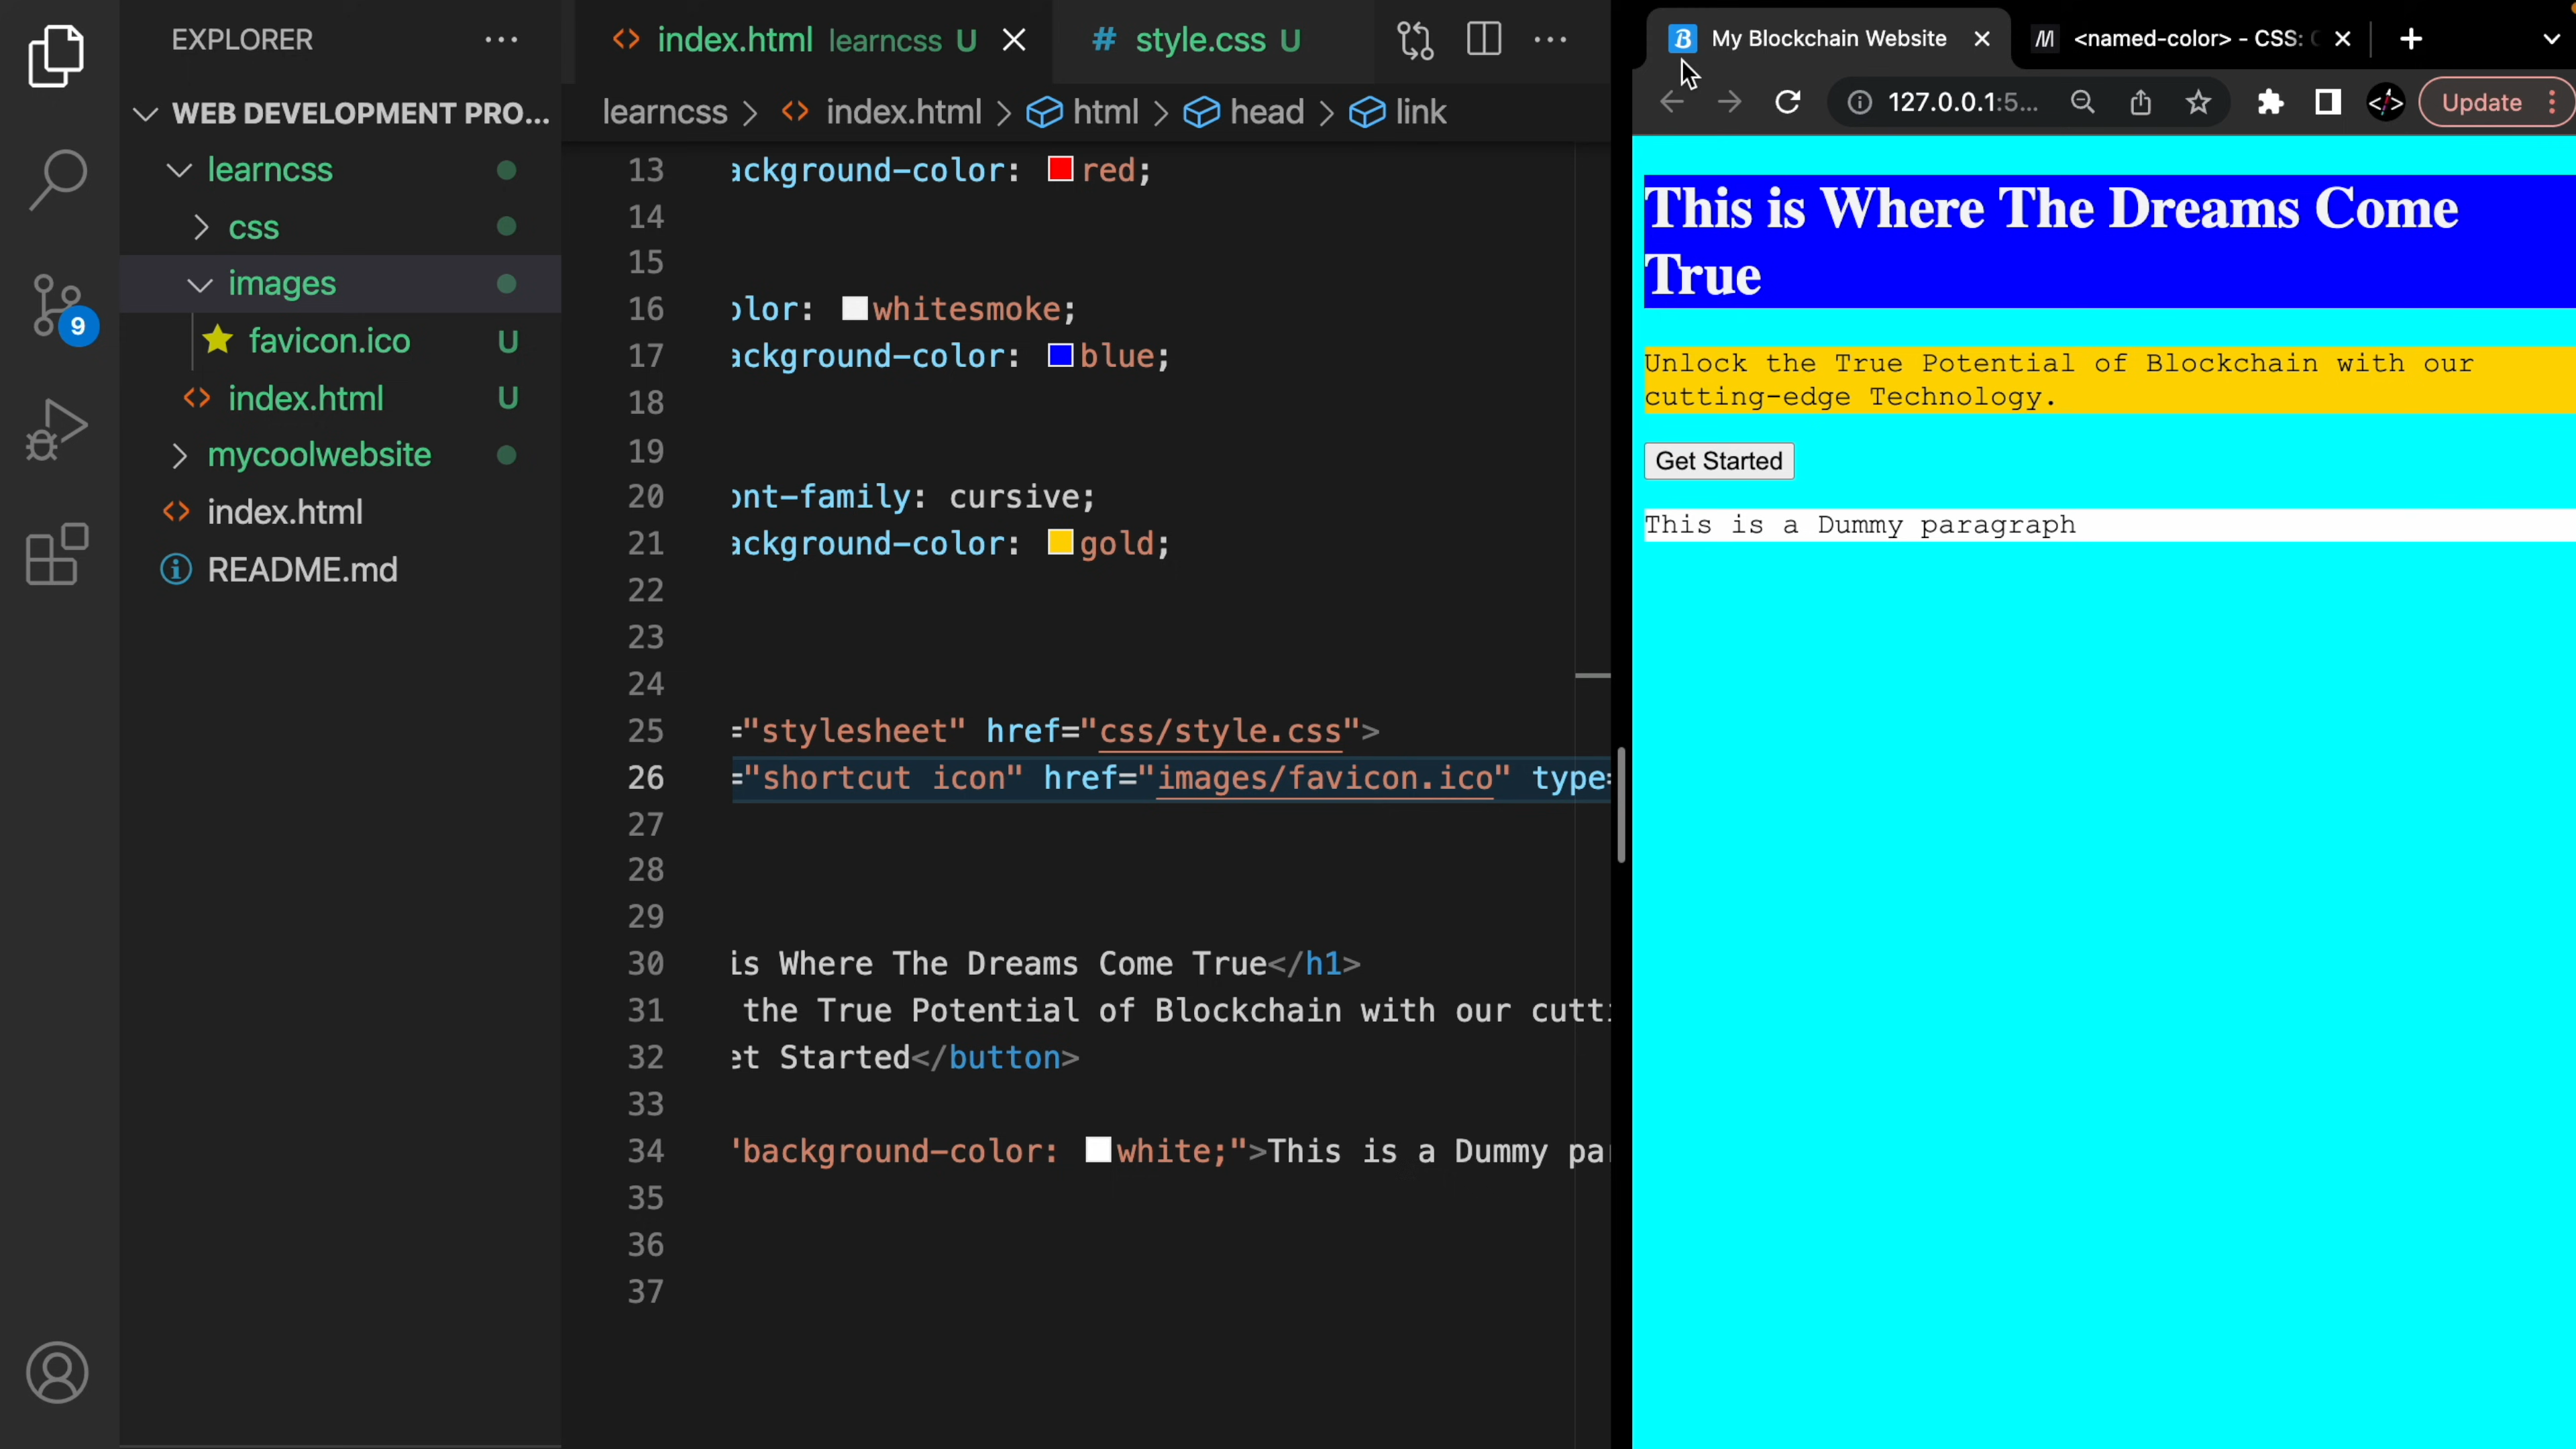 EXPLORER
WEB DEVELOPMENT PRO...
learncss
css
images
favicon.ico U
index.html U
mycoolwebsite
index.html
README.md
9
index.html learncss U
# style.css U
learncss > index.html > html > head > link
13 ackground-color: red;
14
15
16 olor: whitesmoke;
17 ackground-color: blue;
18
19
20 ont-family: cursive;
21 ackground-color: gold;
22
23
24
25 ="stylesheet" href="css/style.css">
26 ="shortcut icon" href="images/favicon.ico" type=
27
28
29
30 is Where The Dreams Come True</h1>
31 the True Potential of Blockchain with our cutti
32 et Started</button>
33
34 "background-color: white;">This is a Dummy par
35
36
37
My Blockchain Website
<named-color> - CSS: C
127.0.0.1:5...
Update
This is Where The Dreams Come
True
Unlock the True Potential of Blockchain with our
cutting-edge Technology.
Get Started
This is a Dummy paragraph